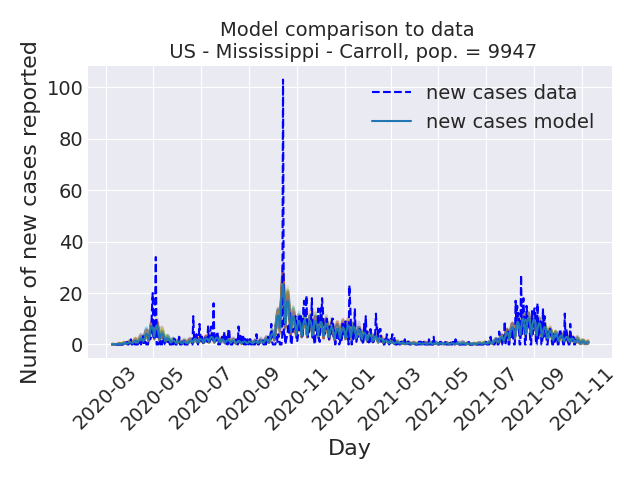 Model comparison to data
US - Mississippi - Carroll, pop. = 9947
Number of new cases reported
100
80
60
40
20
0
new cases data
new cases model
2020-03
2020-05
2020-07
2020-09
2020-11
2021-01
2021-03
2021-05
2021-07
2021-09
2021-11
Day